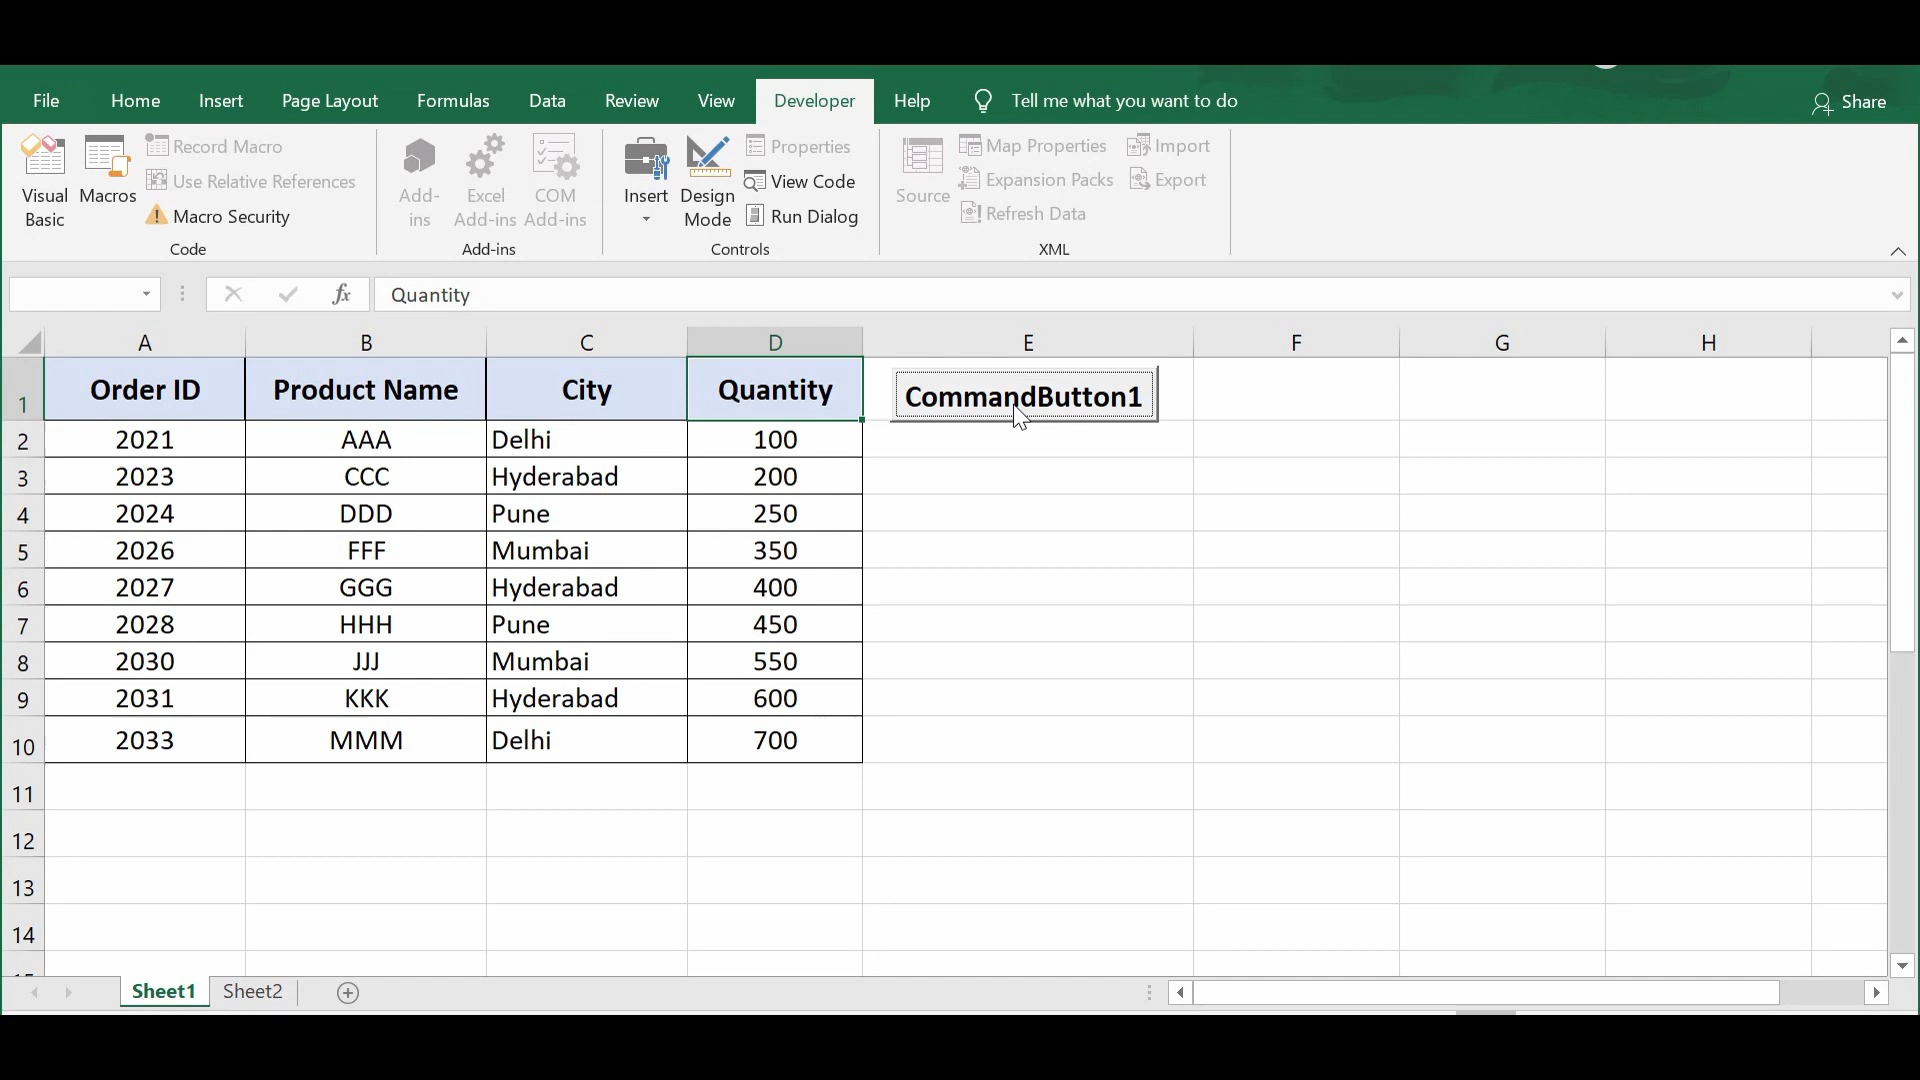 File Home Insert Page Layout Formulas Data Review View Developer Help Tell me what you want to do Share
Visual Basic
Macros
Record Macro
Use Relative References
Macro Security
Code
Add-ins
Excel Add-ins
COM Add-ins
Add-ins
Insert
Design Mode
Properties
View Code
Run Dialog
Controls
Source
Map Properties
Expansion Packs
Refresh Data
Import
Export
XML
fx Quantity
A B C D E F G H
1 Order ID Product Name City Quantity CommandButton1
2 2021 AAA Delhi 100
3 2023 CCC Hyderabad 200
4 2024 DDD Pune 250
5 2026 FFF Mumbai 350
6 2027 GGG Hyderabad 400
7 2028 HHH Pune 450
8 2030 JJJ Mumbai 550
9 2031 KKK Hyderabad 600
10 2033 MMM Delhi 700
11
12
13
14
Sheet1 Sheet2